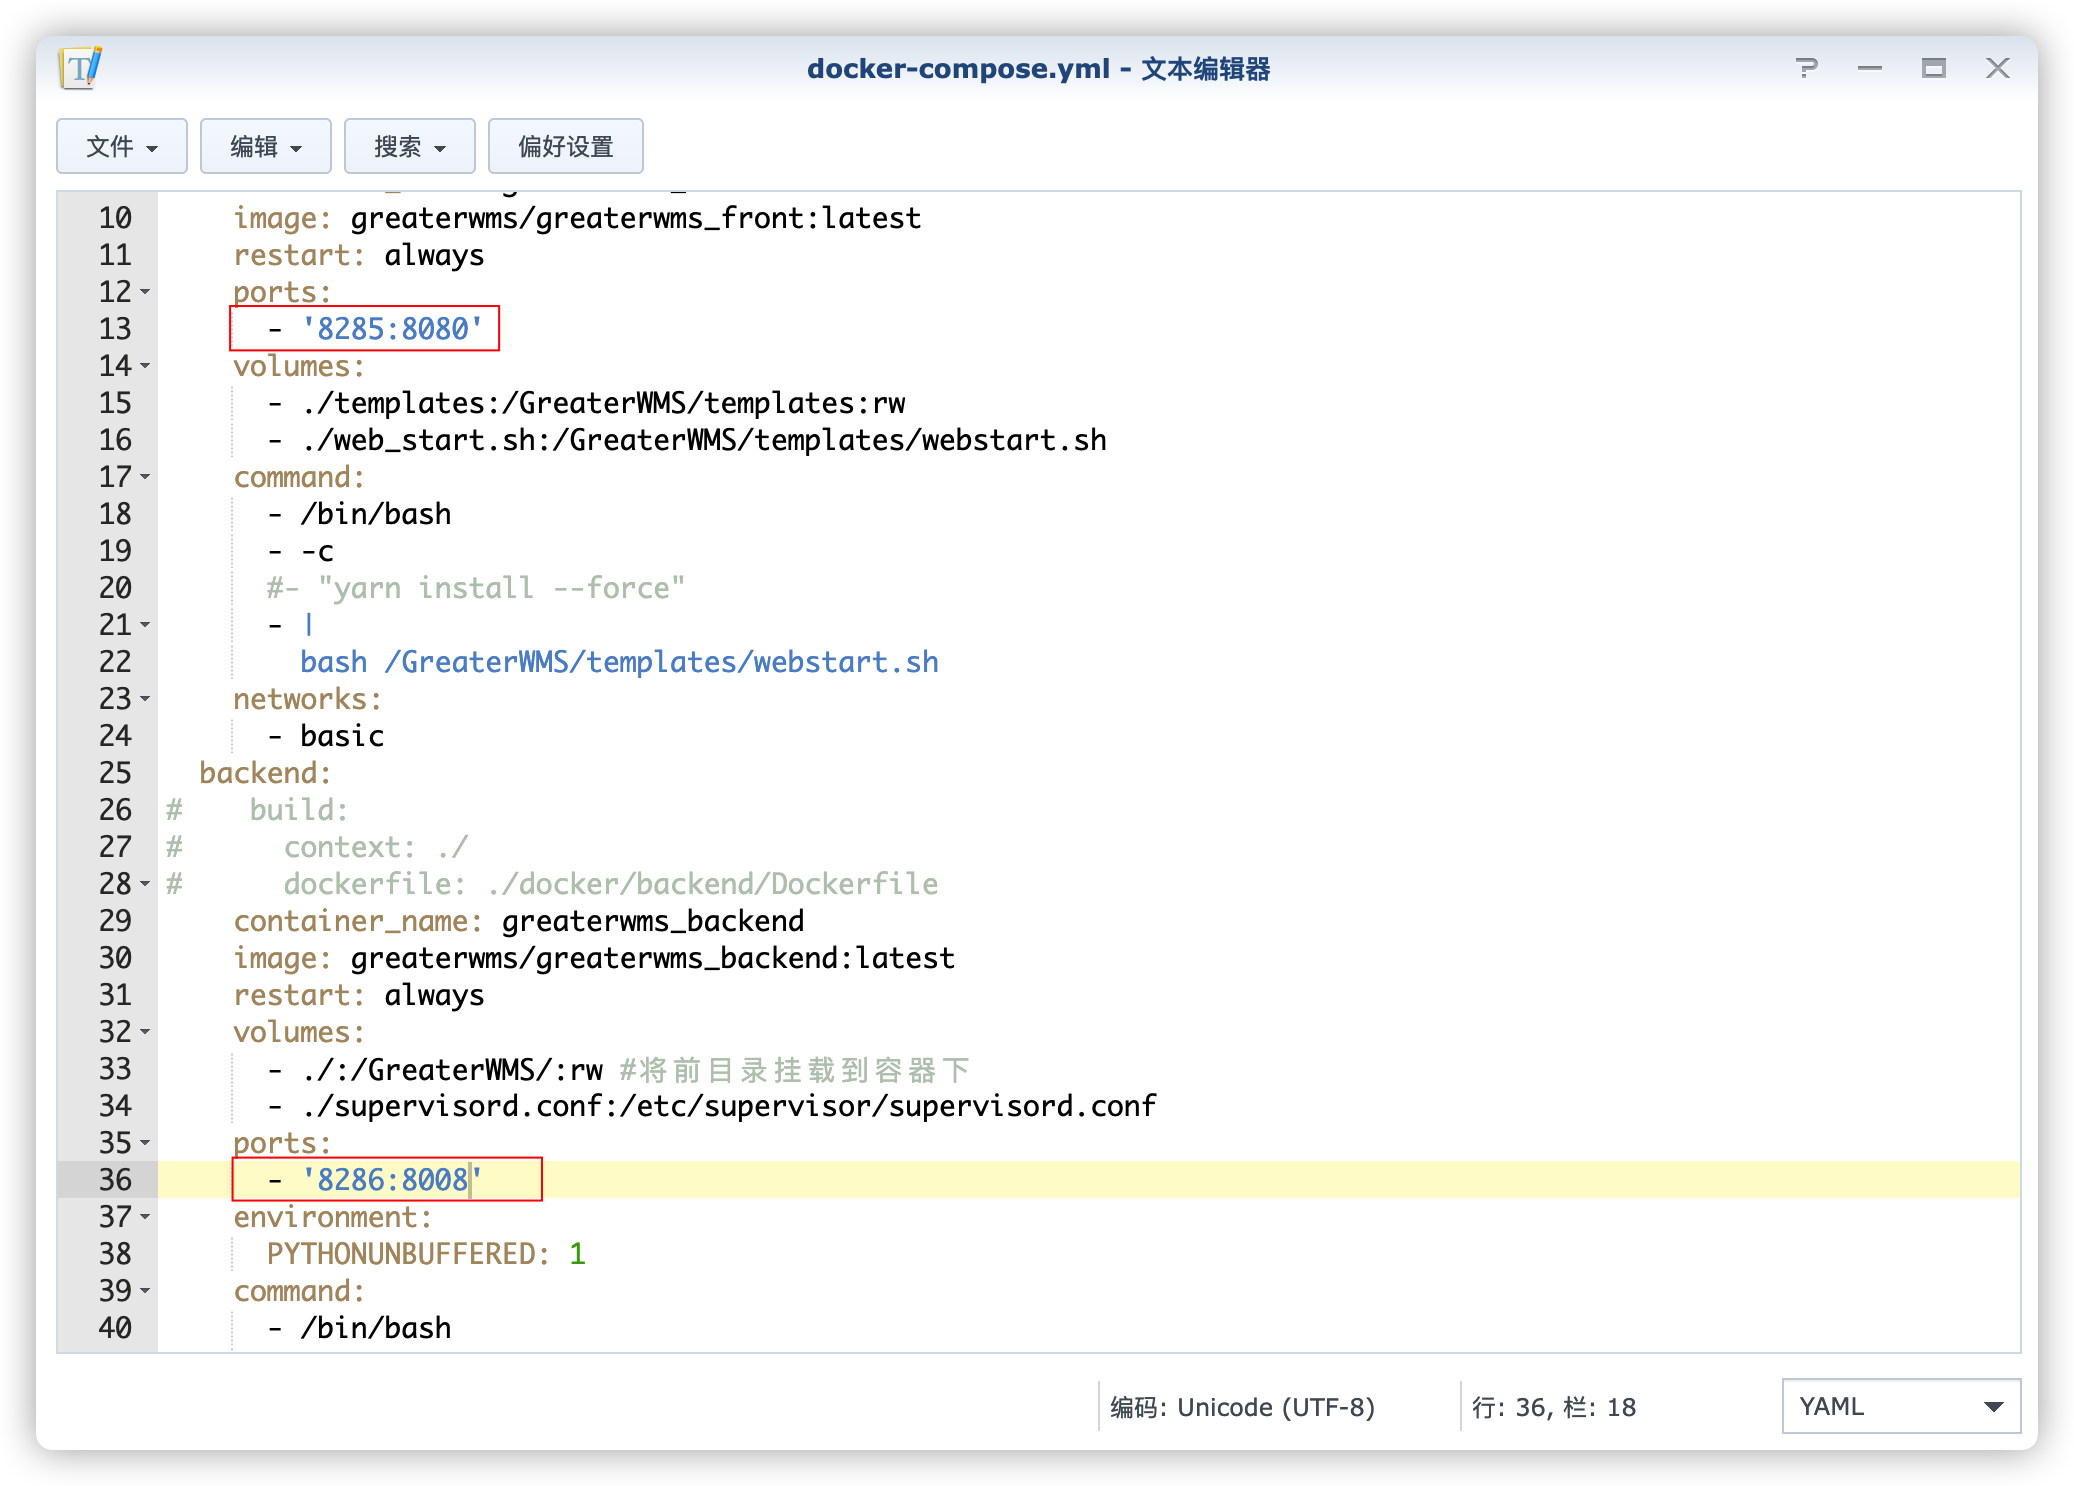 docker-compose.yml - 文本编辑器
文件 编辑 搜索 偏好设置
10 image: greaterwms/greaterwms_front:latest
11 restart: always
12 ports:
13 - '8285:8080'
14 volumes:
15 - ./templates:/GreaterWMS/templates:rw
16 - ./web_start.sh:/GreaterWMS/templates/webstart.sh
17 command:
18 - /bin/bash
19 - -c
20 #- "yarn install --force"
21 - |
22 bash /GreaterWMS/templates/webstart.sh
23 networks:
24 - basic
25 backend:
26 # build:
27 # context: ./
28 # dockerfile: ./docker/backend/Dockerfile
29 container_name: greaterwms_backend
30 image: greaterwms/greaterwms_backend:latest
31 restart: always
32 volumes:
33 - ./:/GreaterWMS/:rw #将前目录挂载到容器下
34 - ./supervisord.conf:/etc/supervisor/supervisord.conf
35 ports:
36 - '8286:8008'
37 environment:
38 PYTHONUNBUFFERED: 1
39 command:
40 - /bin/bash
编码: Unicode (UTF-8) 行: 36, 栏: 18 YAML